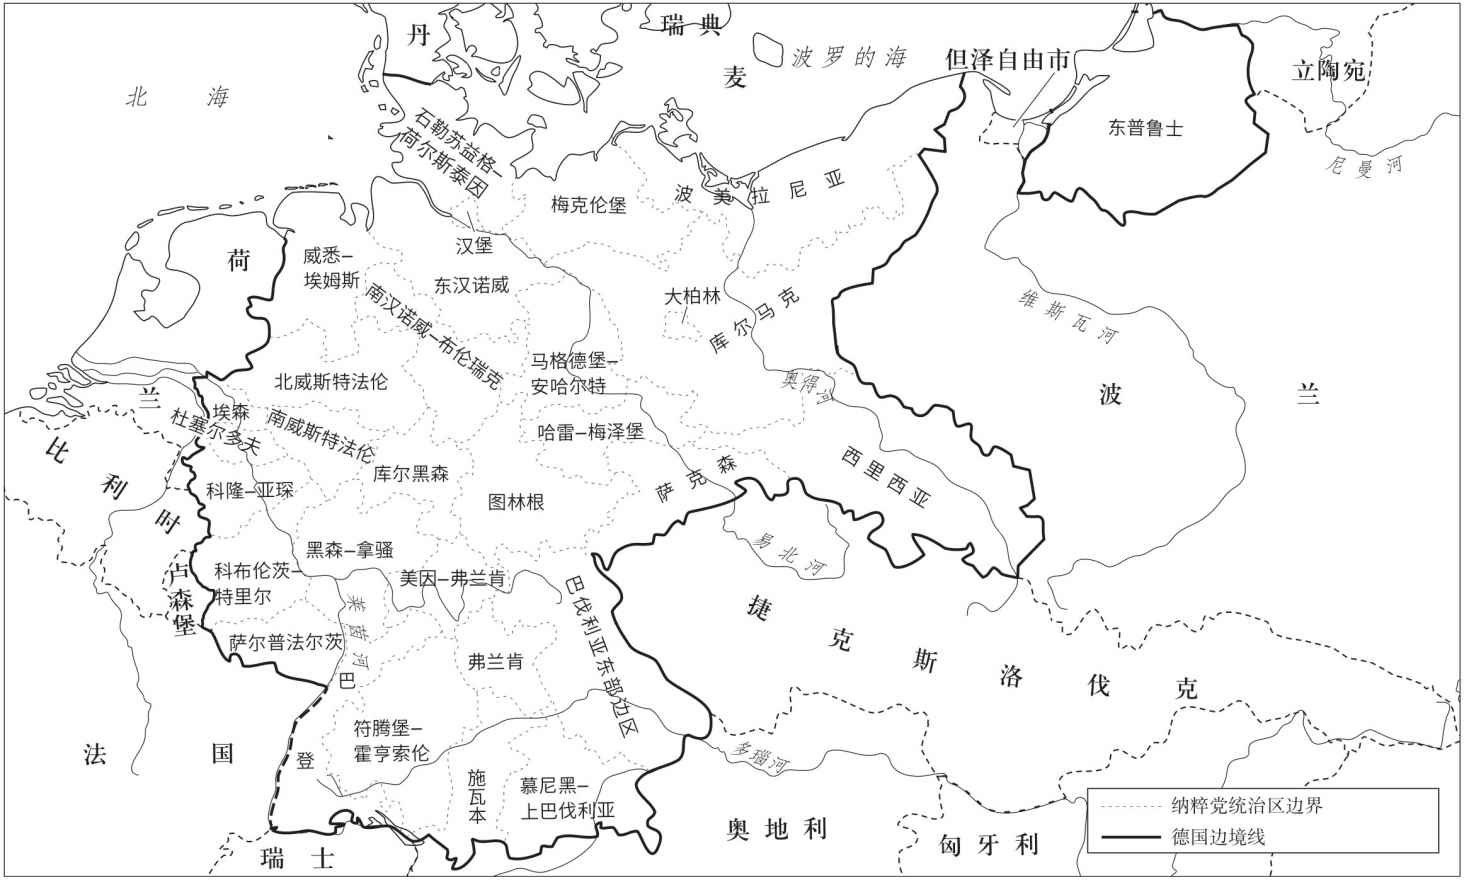 丹
麦
瑞典
波罗的海
北海
但泽自由市
立陶宛
东普鲁士
尼曼河
石勒苏益格–
荷尔斯泰因
梅克伦堡
波美拉尼亚
汉堡
荷
兰
威悉–
埃姆斯
东汉诺威
南汉诺威–布伦瑞克
大柏林
库尔马克
维斯瓦河
马格德堡–
安哈尔特
北威斯特法伦
奥得河
波兰
埃森
杜塞尔多夫
南威斯特法伦
哈雷–梅泽堡
比利时
库尔黑森
萨克森
西里西亚
科隆–亚琛
图林根
易北河
黑森–拿骚
卢森堡
科布伦茨–
特里尔
美因–弗兰肯
莱茵河
巴伐利亚东部边区
捷克斯洛伐克
萨尔普法尔茨
弗兰肯
巴
登
符腾堡–
霍亨索伦
法国
多瑙河
施瓦本
慕尼黑–
上巴伐利亚
瑞士
奥地利
匈牙利
纳粹党统治区边界
德国边境线